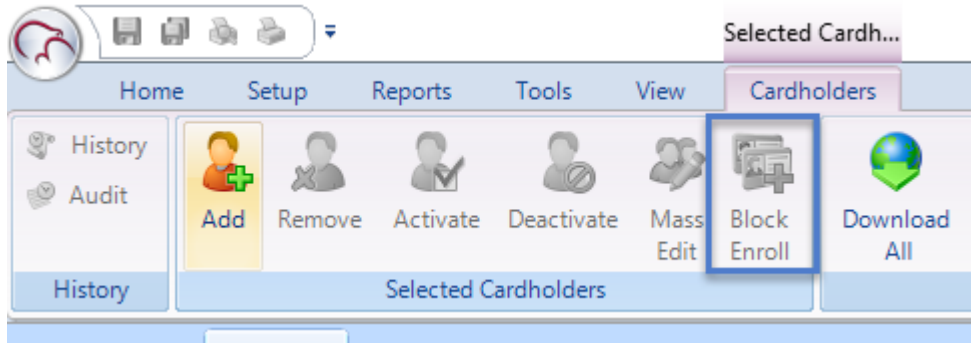 Selected Cardh...
Home Setup Reports Tools View Cardholders
History
Audit
Add Remove Activate Deactivate Mass Edit Block Enroll Download All
History Selected Cardholders